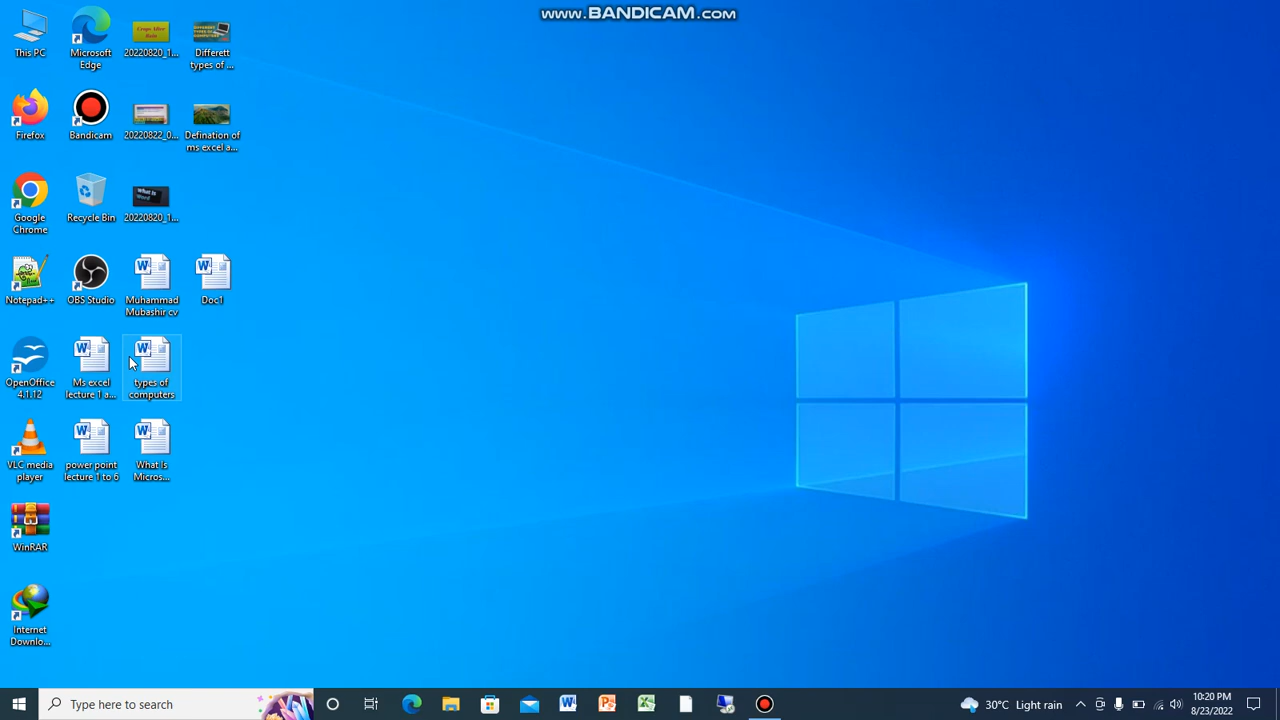 www.BANDICAM.com
This PC
Microsoft
Edge
20220820_1...
Differett
types of ...
Firefox
Bandicam
20220822_0...
Defination of
ms excel a...
Google
Chrome
Recycle Bin
What is
Word
20220820_1...
Notepad++
OBS Studio
Muhammad
Mubashir cv
Doc1
OpenOffice
4.1.12
Ms excel
lecture 1 a...
types of
computers
VLC media
player
power point
lecture 1 to 6
What Is
Micros...
WinRAR
Internet
Downlo...
Type here to search
30°C Light rain
10:20 PM
8/23/2022